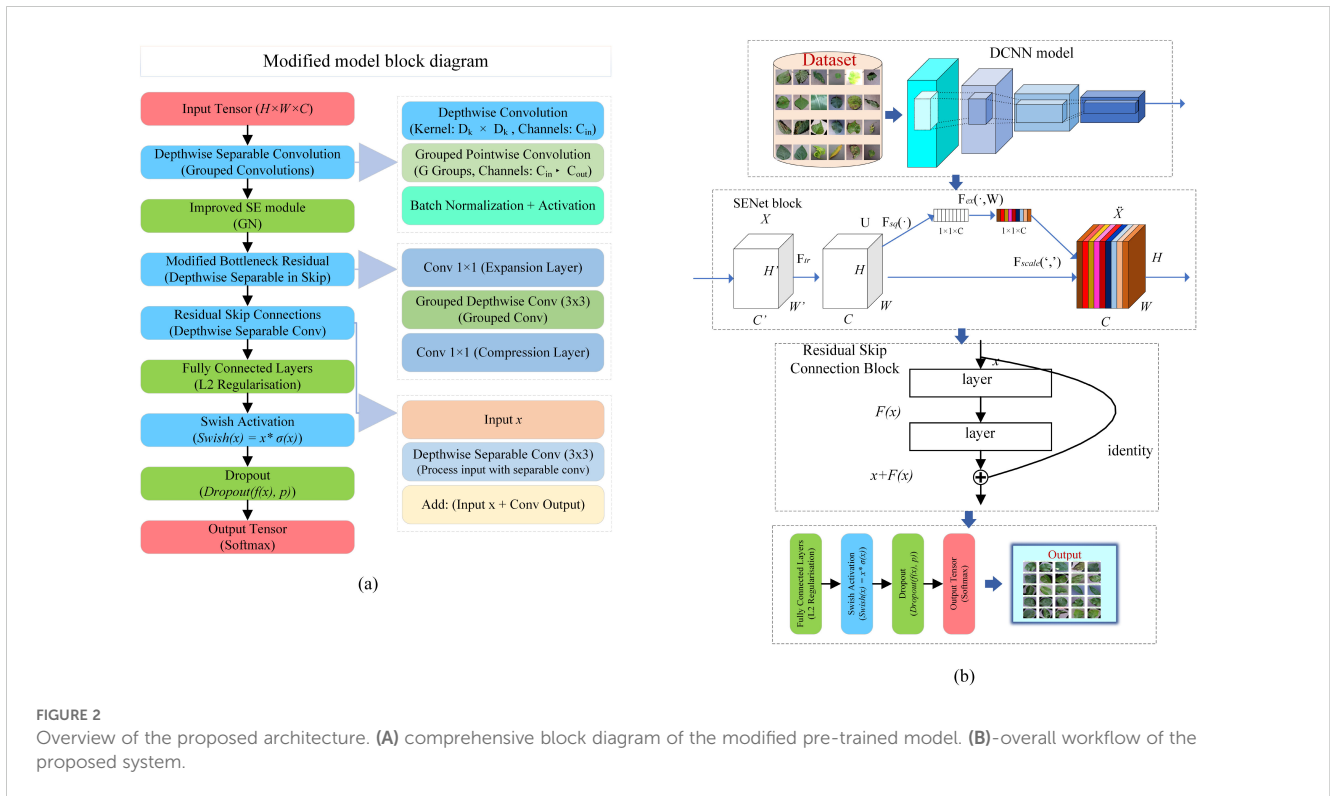 Modified model block diagram
Input Tensor (H×W×C)
Depthwise Separable Convolution
(Grouped Convolutions)
Improved SE module
(GN)
Modified Bottleneck Residual
(Depthwise Separable in Skip)
Residual Skip Connections
(Depthwise Separable Conv)
Fully Connected Layers
(L2 Regularisation)
Swish Activation
(Swish(x) = x* σ(x))
Dropout
(Dropout(f(x), p))
Output Tensor
(Softmax)
Depthwise Convolution
(Kernel: Dk × Dk , Channels: Cin)
Grouped Pointwise Convolution
(G Groups, Channels: Cin ‣ Cout)
Batch Normalization + Activation
Conv 1×1 (Expansion Layer)
Grouped Depthwise Conv (3x3)
(Grouped Conv)
Conv 1×1 (Compression Layer)
Input x
Depthwise Separable Conv (3x3)
(Process input with separable conv)
Add: (Input x + Conv Output)
(a)
DCNN model
Dataset
SENet block
X
H'
W'
C'
Ftr
U
H
W
C
Fsq(·)
Fex(·,W)
1×1×C
1×1×C
Fscale(‘,’)
Ẍ
H
W
C
Residual Skip
Connection Block
x
layer
F(x)
layer
x+F(x)
identity
Fully Connected Layers
(L2 Regularisation)
Swish Activation
(Swish(x) = x* σ(x))
Dropout
(Dropout(f(x), p))
Output Tensor
(Softmax)
Output
(b)
FIGURE 2
Overview of the proposed architecture. (A) comprehensive block diagram of the modified pre-trained model. (B)-overall workflow of the
proposed system.